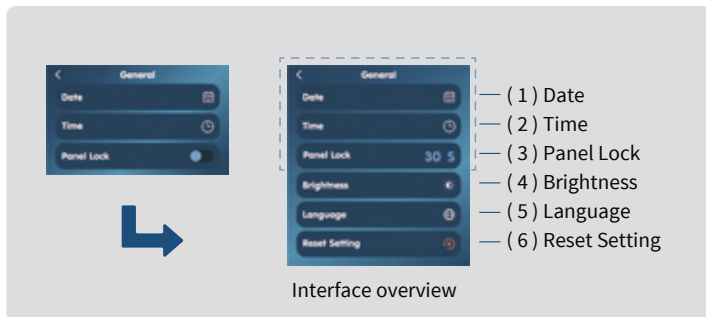 General
Date
Time
Panel Lock
General
Date
Time
Panel Lock 30 S
Brightness
Language
Reset Setting
( 1 ) Date
( 2 ) Time
( 3 ) Panel Lock
( 4 ) Brightness
( 5 ) Language
( 6 ) Reset Setting
Interface overview